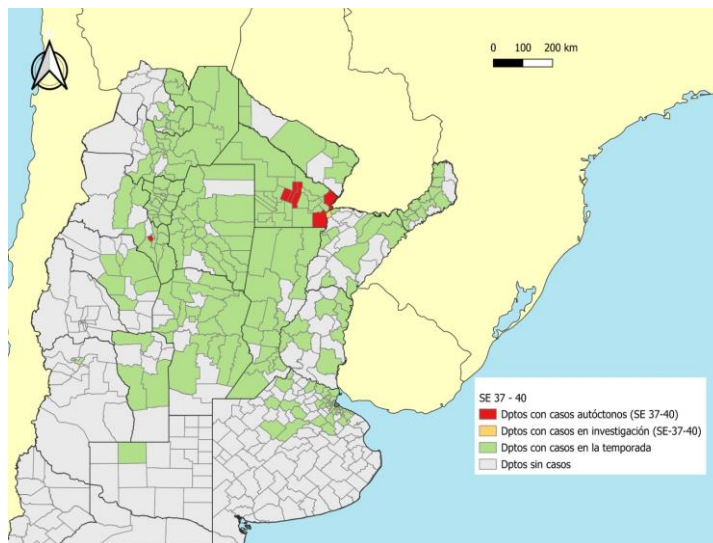 0 100 200 km
SE 37 - 40
Dptos con casos autóctonos (SE 37-40)
Dptos con casos en investigación (SE-37-40)
Dptos con casos en la temporada
Dptos sin casos